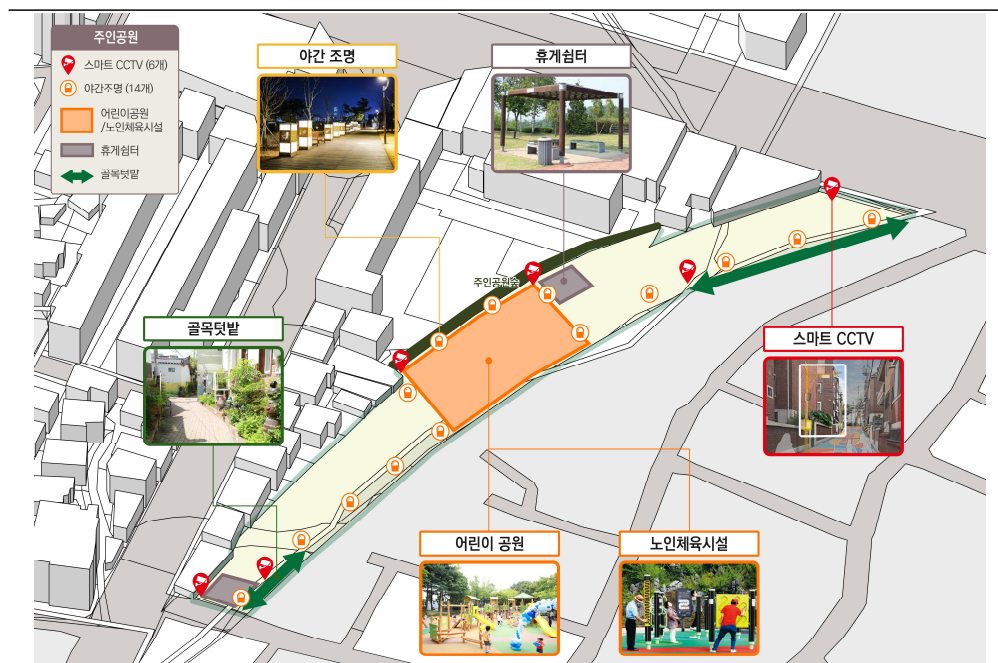 주인공원
스마트 CCTV (6개)
야간조명 (14개)
어린이공원
/노인체육시설
휴게쉼터
골목텃밭
야간 조명
휴게쉼터
주인공원숲
골목텃밭
스마트 CCTV
어린이 공원
노인체육시설